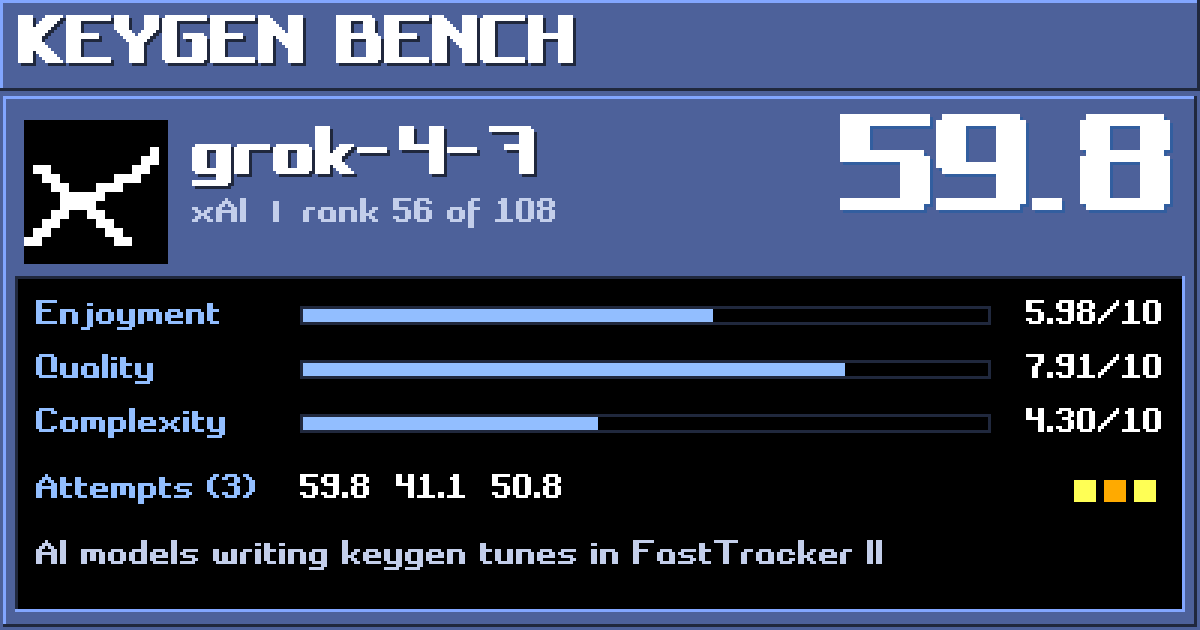 KEYGEN BENCH
grok-4-7
59.8
xAI | rank 56 of 108
Enjoyment 5.98/10
Quality 7.91/10
Complexity 4.30/10
Attempts (3) 59.8 41.1 50.8
AI models writing keygen tunes in FastTracker II